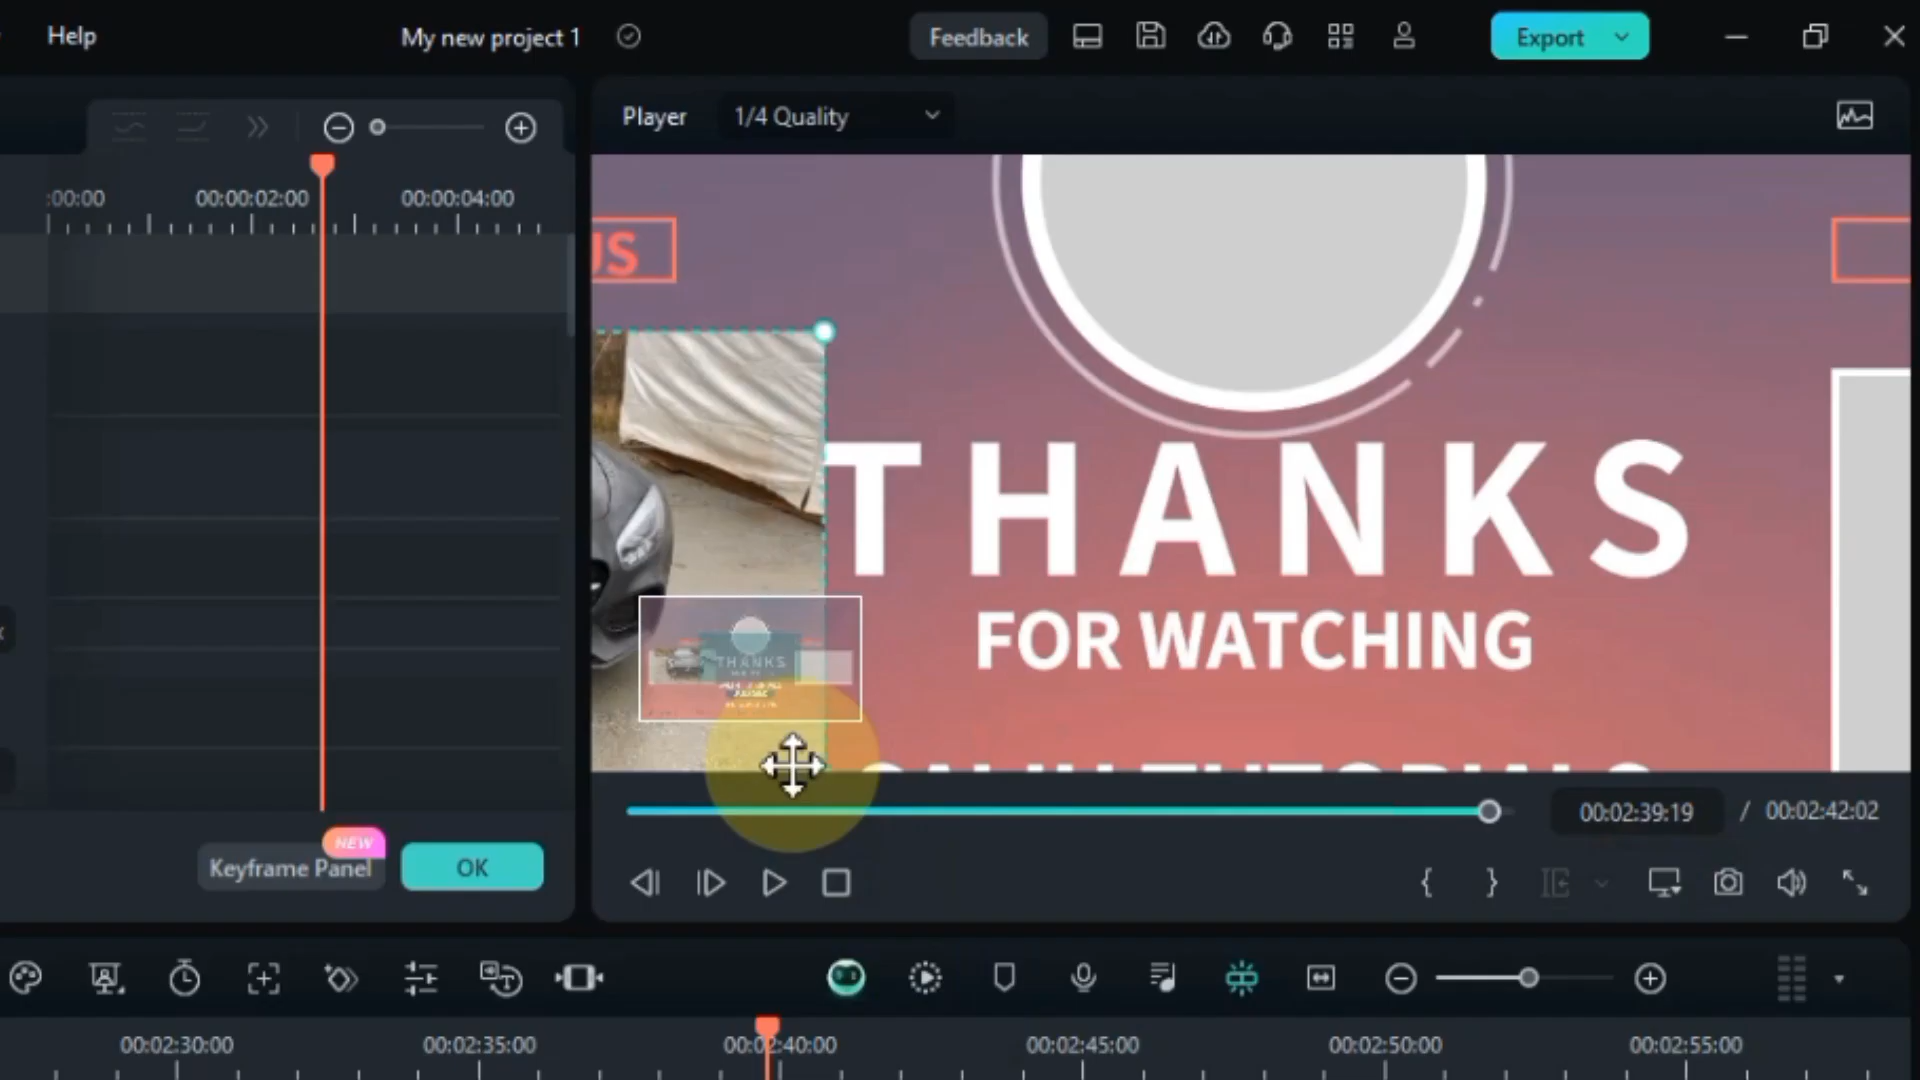 Help
My new project 1
Feedback
Export
Player
1/4 Quality
:00:00
00:00:02:00
00:00:04:00
US
THANKS
FOR WATCHING
THANKS
NEW
Keyframe Panel
OK
00:02:39:19 / 00:02:42:02
00:02:30:00
00:02:35:00
00:02:40:00
00:02:45:00
00:02:50:00
00:02:55:00